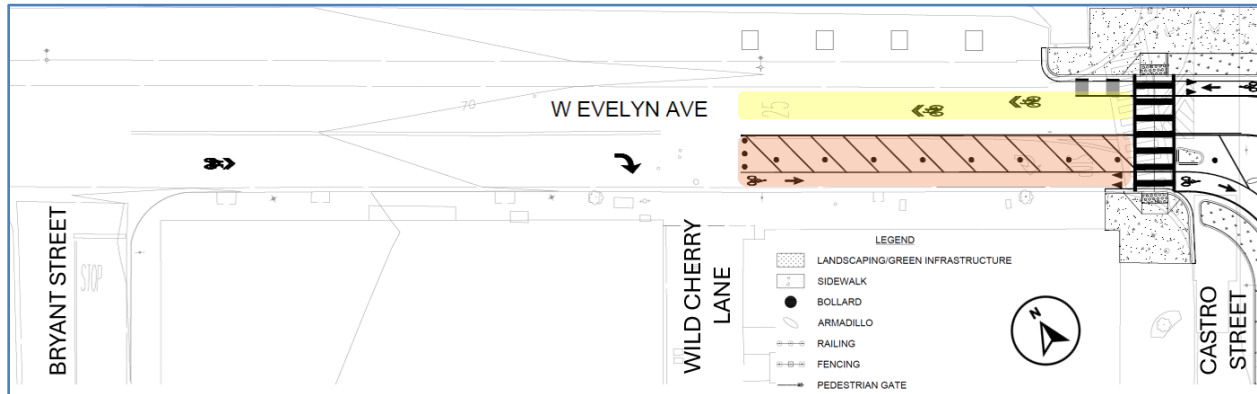 W EVELYN AVE
70
25
BRYANT STREET
STOP
WILD CHERRY
LANE
CASTRO
STREET
N
LEGEND
LANDSCAPING/GREEN INFRASTRUCTURE
SIDEWALK
BOLLARD
ARMADILLO
RAILING
FENCING
PEDESTRIAN GATE